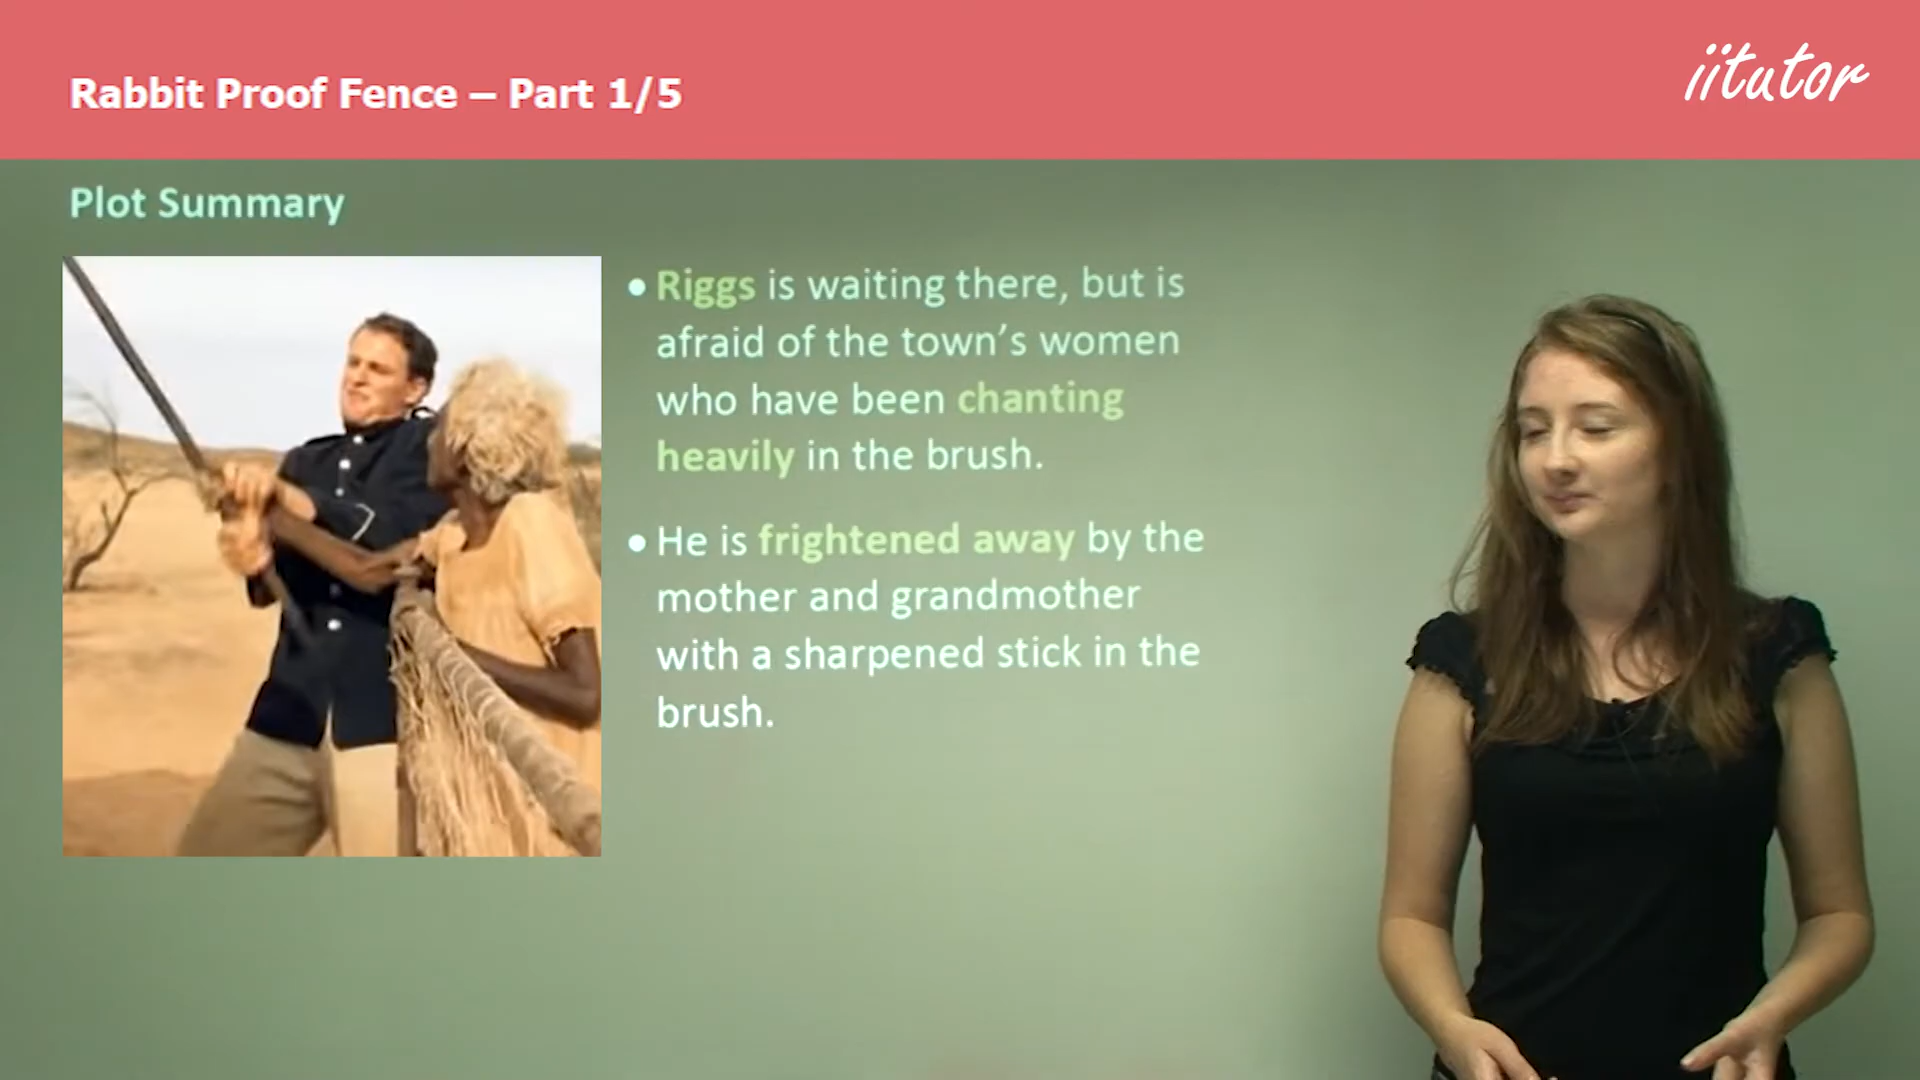 Rabbit Proof Fence – Part 1/5
iitutor
Plot Summary
• Riggs is waiting there, but is
afraid of the town's women
who have been chanting
heavily in the brush.
• He is frightened away by the
mother and grandmother
with a sharpened stick in the
brush.